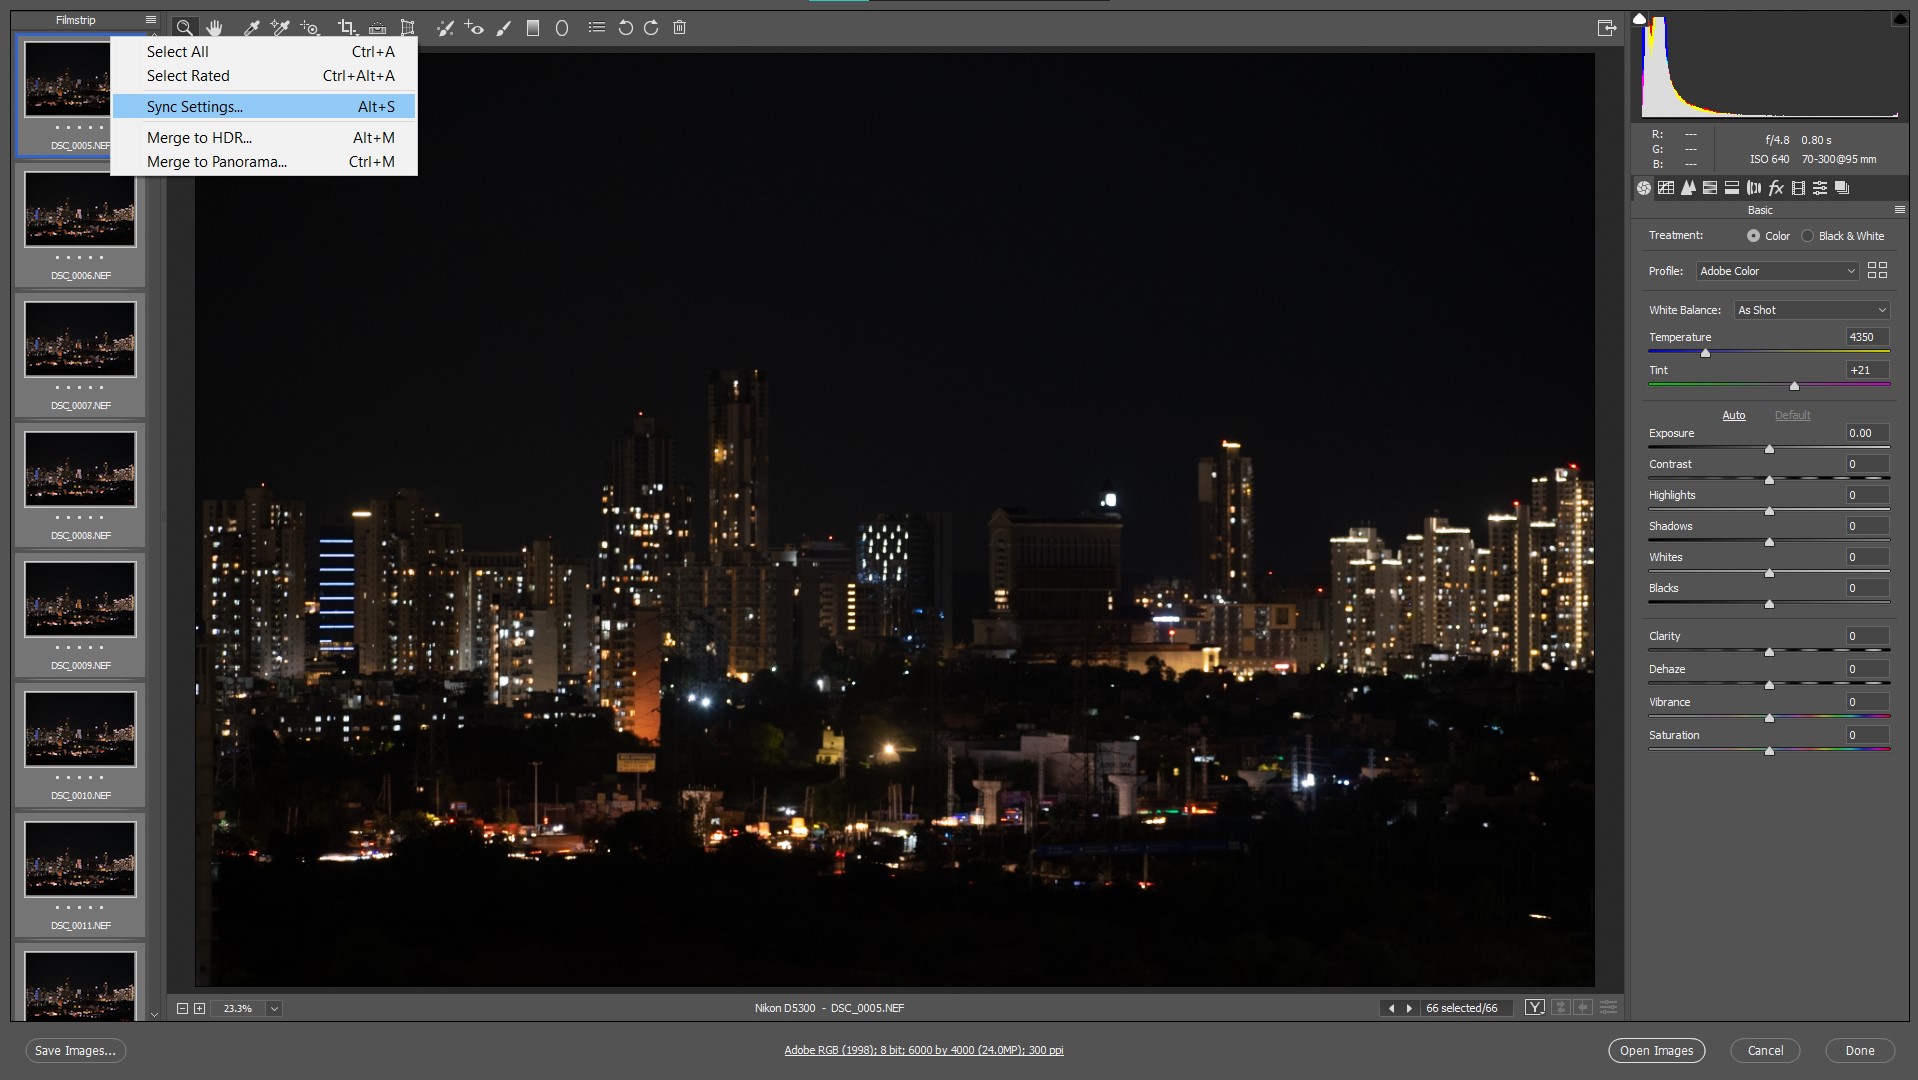 Filmstrip
Select All Ctrl+A
Select Rated Ctrl+Alt+A
Sync Settings... Alt+S
Merge to HDR... Alt+M
Merge to Panorama... Ctrl+M
DSC_0005.NEF
DSC_0006.NEF
DSC_0007.NEF
DSC_0008.NEF
DSC_0009.NEF
DSC_0010.NEF
DSC_0011.NEF
23.3%
Nikon D5300 - DSC_0005.NEF
66 selected/66
Y
R: ---
G: ---
B: ---
f/4.8 0.80 s
ISO 640 70-300@95 mm
fx
Basic
Treatment: Color Black & White
Profile: Adobe Color
White Balance: As Shot
Temperature 4350
Tint +21
Auto Default
Exposure 0.00
Contrast 0
Highlights 0
Shadows 0
Whites 0
Blacks 0
Clarity 0
Dehaze 0
Vibrance 0
Saturation 0
Save Images...
Adobe RGB (1998); 8 bit; 6000 by 4000 (24.0MP); 300 ppi
Open Images
Cancel
Done